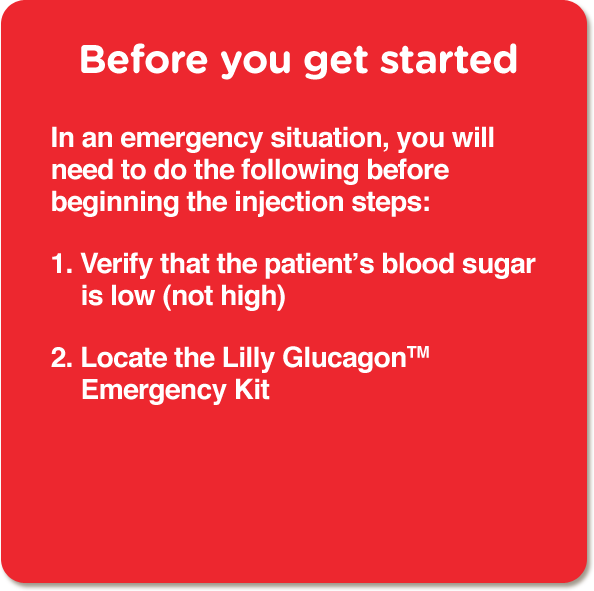 Before you get started
In an emergency situation, you will
need to do the following before
beginning the injection steps:
1. Verify that the patient’s blood sugar
is low (not high)
2. Locate the Lilly Glucagon™
Emergency Kit